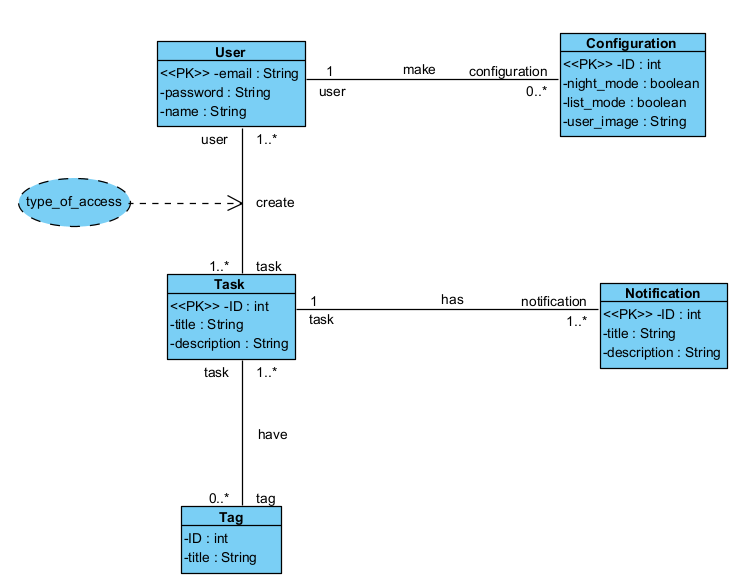 User
<<PK>> -email : String
-password : String
-name : String
1
make
configuration
user
0..*
Configuration
<<PK>> -ID : int
-night_mode : boolean
-list_mode : boolean
-user_image : String
user
1..*
type_of_access
create
1..*
task
Task
<<PK>> -ID : int
-title : String
-description : String
1
has
notification
task
1..*
Notification
<<PK>> -ID : int
-title : String
-description : String
task
1..*
have
0..*
tag
Tag
-ID : int
-title : String